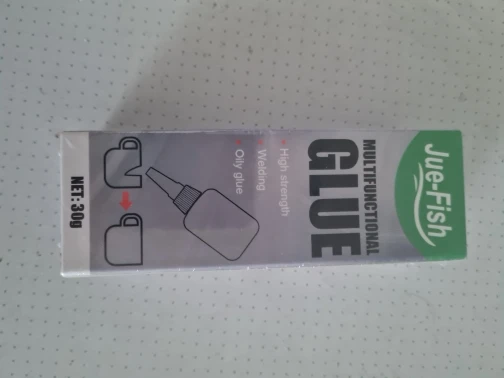 Jue-Fish
MULTIFUNCTIONAL
GLUE
High strength
Welding
Oily glue
NET:30g